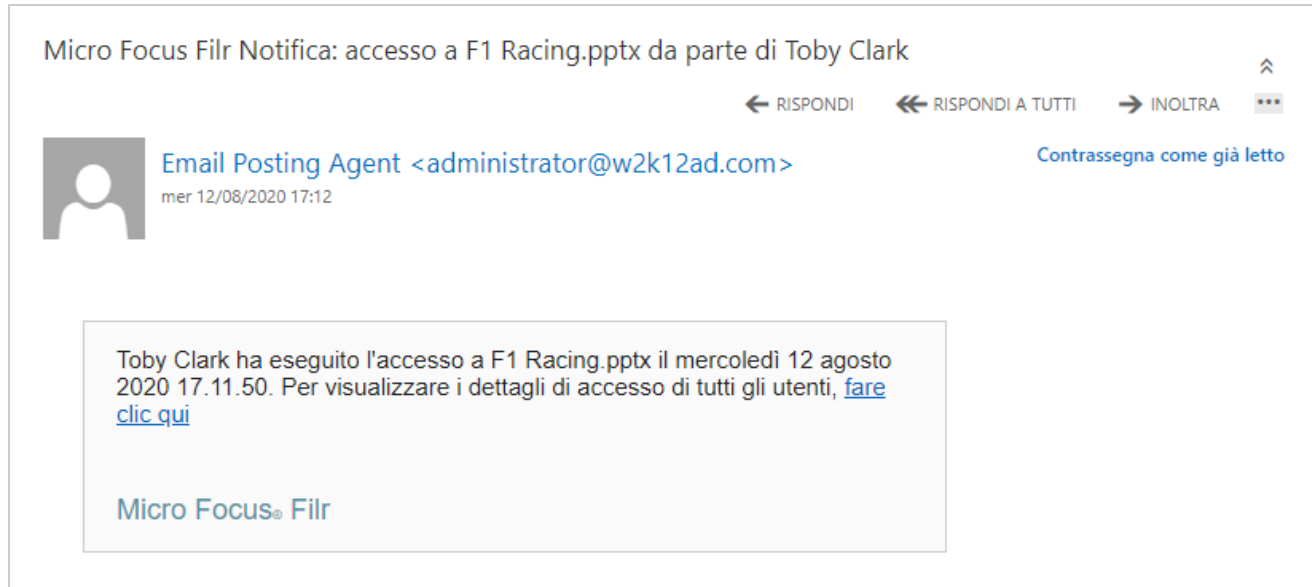 Micro Focus Filr Notifica: accesso a F1 Racing.pptx da parte di Toby Clark
RISPONDI RISPONDI A TUTTI INOLTRA
Email Posting Agent <administrator@w2k12ad.com>
Contrassegna come già letto
mer 12/08/2020 17:12
Toby Clark ha eseguito l'accesso a F1 Racing.pptx il mercoledì 12 agosto
2020 17.11.50. Per visualizzare i dettagli di accesso di tutti gli utenti, fare
clic qui
Micro Focus® Filr